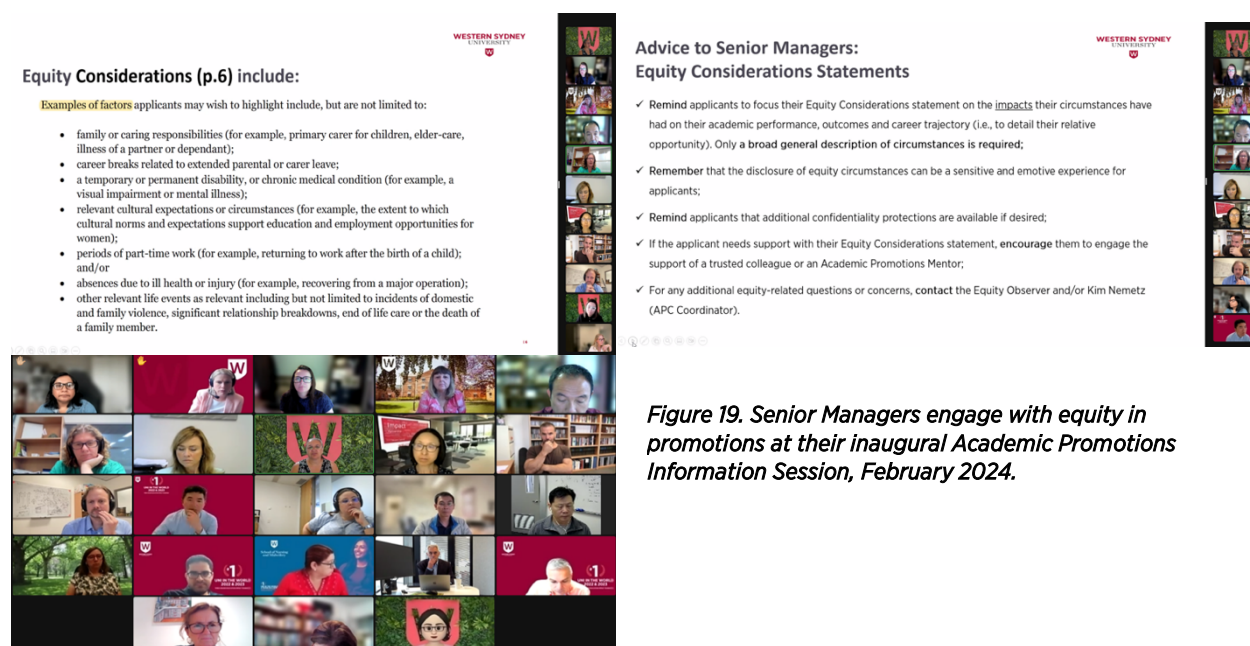 WESTERN SYDNEY
UNIVERSITY
W
Equity Considerations (p.6) include:
Examples of factors applicants may wish to highlight include, but are not limited to:
• family or caring responsibilities (for example, primary carer for children, elder-care,
illness of a partner or dependant);
• career breaks related to extended parental or carer leave;
• a temporary or permanent disability, or chronic medical condition (for example, a
visual impairment or mental illness);
• relevant cultural expectations or circumstances (for example, the extent to which
cultural norms and expectations support education and employment opportunities for
women);
• periods of part-time work (for example, returning to work after the birth of a child);
and/or
• absences due to ill health or injury (for example, recovering from a major operation);
• other relevant life events as relevant including but not limited to incidents of domestic
and family violence, significant relationship breakdowns, end of life care or the death of
a family member.
WESTERN SYDNEY
UNIVERSITY
W
Advice to Senior Managers:
Equity Considerations Statements
✓ Remind applicants to focus their Equity Considerations statement on the impacts their circumstances have
had on their academic performance, outcomes and career trajectory (i.e., to detail their relative
opportunity). Only a broad general description of circumstances is required;
✓ Remember that the disclosure of equity circumstances can be a sensitive and emotive experience for
applicants;
✓ Remind applicants that additional confidentiality protections are available if desired;
✓ If the applicant needs support with their Equity Considerations statement, encourage them to engage the
support of a trusted colleague or an Academic Promotions Mentor;
✓ For any additional equity-related questions or concerns, contact the Equity Observer and/or Kim Nemetz
(APC Coordinator).
W
W
Impact
UNI IN THE WORLD
2022 & 2023
UNI IN THE WORLD
2022 & 2023
Figure 19. Senior Managers engage with equity in
promotions at their inaugural Academic Promotions
Information Session, February 2024.